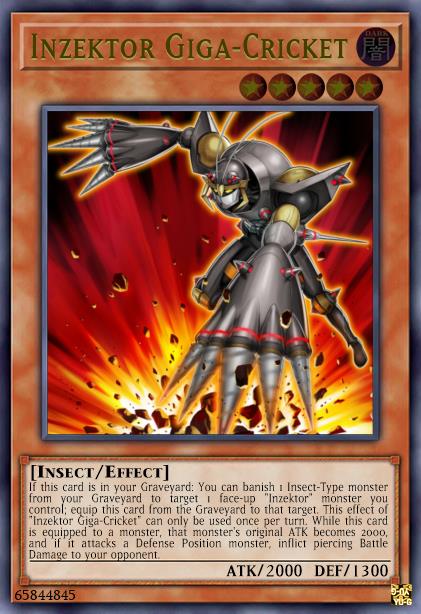 INZEKTOR GIGA-CRICKET
DARK
闇
[INSECT/EFFECT]
If this card is in your Graveyard: You can banish 1 Insect-Type monster
from your Graveyard to target 1 face-up "Inzektor" monster you
control; equip this card from the Graveyard to that target. This effect of
"Inzektor Giga-Cricket" can only be used once per turn. While this card
is equipped to a monster, that monster's original ATK becomes 2000,
and if it attacks a Defense Position monster, inflict piercing Battle
Damage to your opponent.
ATK/2000 DEF/1300
65844845